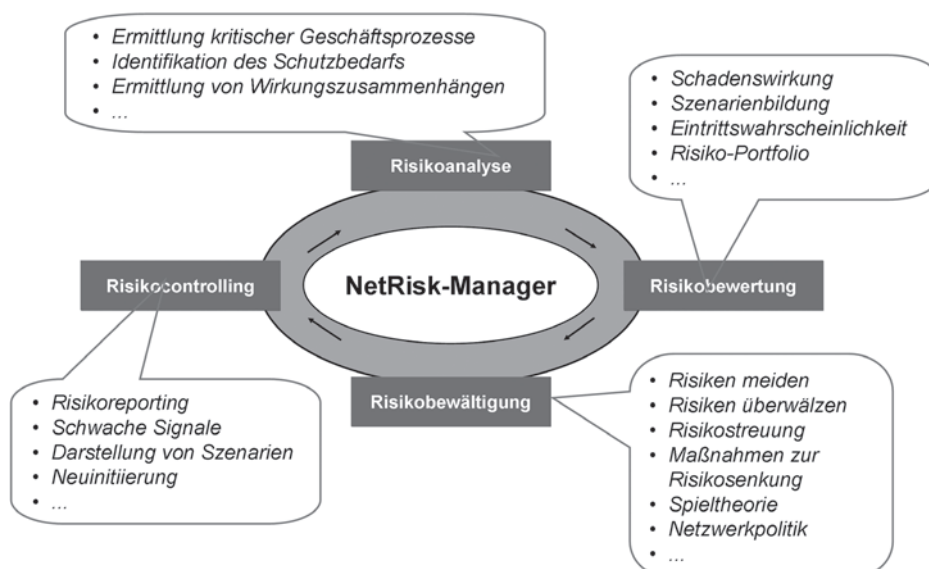 • Ermittlung kritischer Geschäftsprozesse
• Identifikation des Schutzbedarfs
• Ermittlung von Wirkungszusammenhängen
• ...
• Schadenswirkung
• Szenarienbildung
• Eintrittswahrscheinlichkeit
• Risiko-Portfolio
• ...
Risikoanalyse
Risikocontrolling
NetRisk-Manager
Risikobewertung
Risikobewältigung
• Risikoreporting
• Schwache Signale
• Darstellung von Szenarien
• Neuinitiierung
• ...
• Risiken meiden
• Risiken überwälzen
• Risikostreuung
• Maßnahmen zur
Risikosenkung
• Spieltheorie
• Netzwerkpolitik
• ...